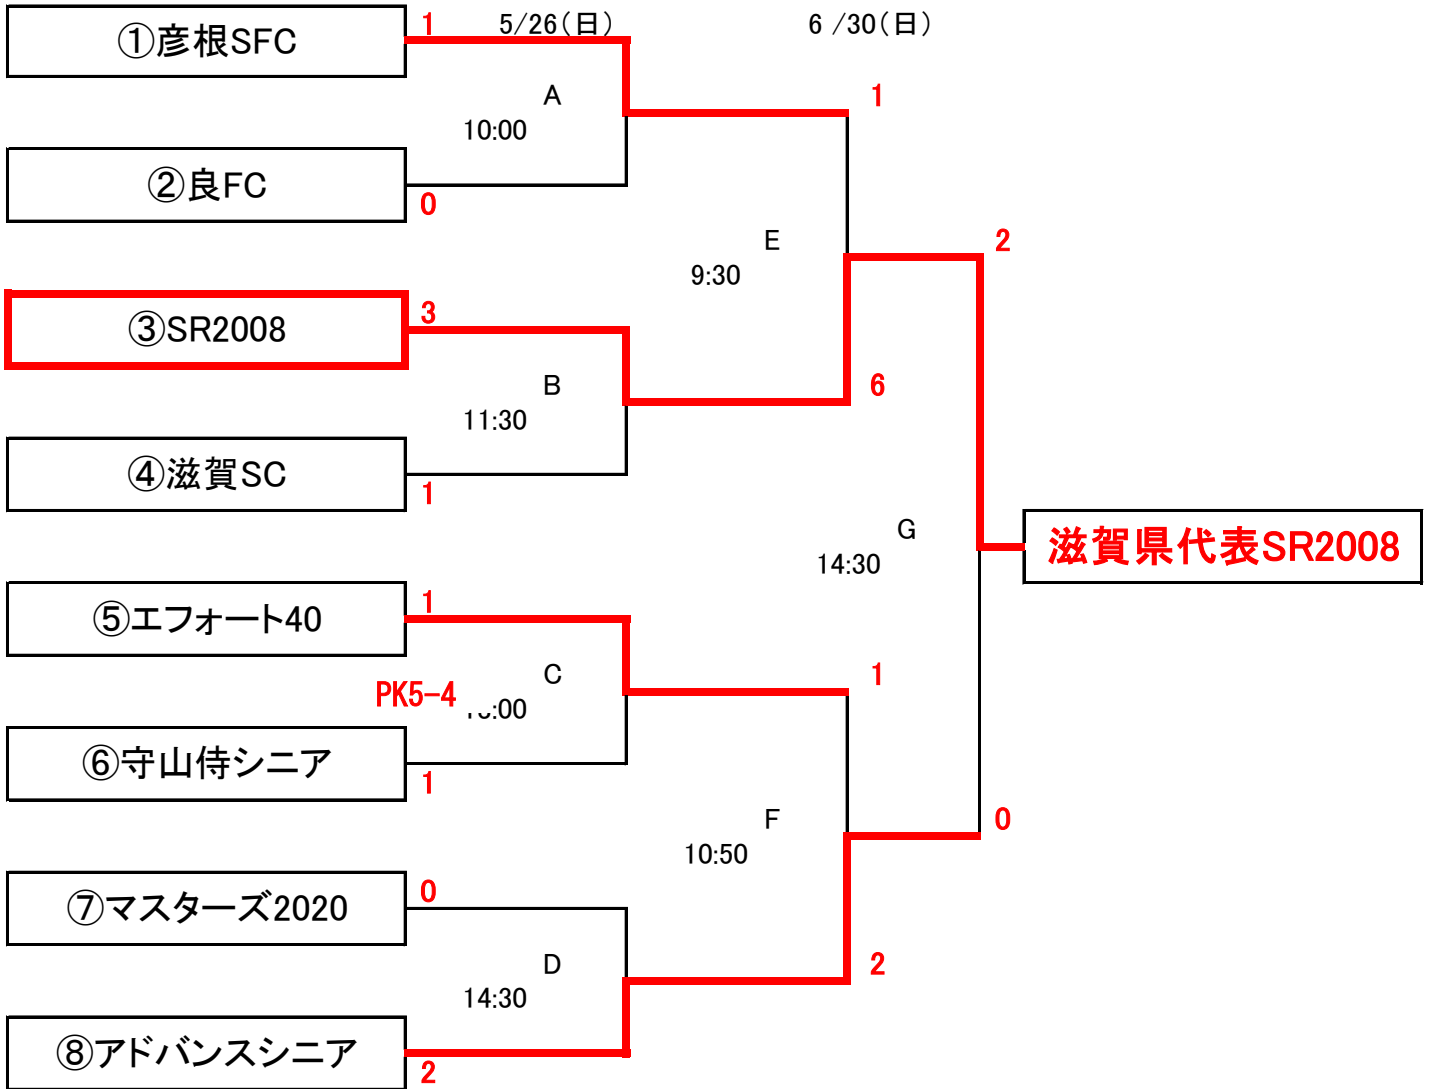 5/26(日)
6 /30(日)
①彦根SFC
1
A
10:00
1
②良FC
0
E
9:30
2
③SR2008
3
B
11:30
6
④滋賀SC
1
G
14:30
滋賀県代表SR2008
⑤エフォート40
1
C
PK5-4
:00
1
⑥守山侍シニア
1
F
10:50
0
⑦マスターズ2020
0
D
14:30
2
⑧アドバンスシニア
2